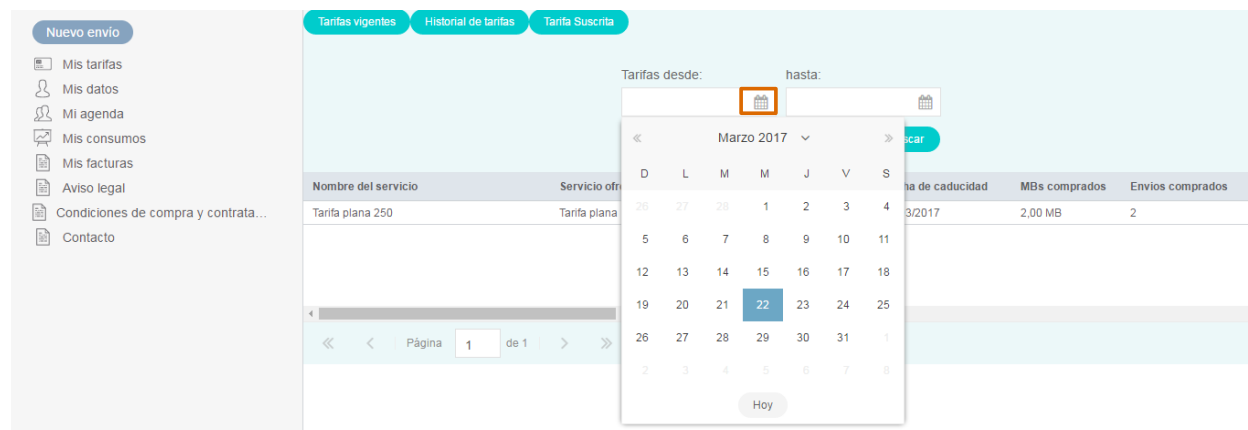 Nuevo envío
Tarifas vigentes Historial de tarifas Tarifa Suscrita
Mis tarifas
Mis datos
Mi agenda
Mis consumos
Mis facturas
Aviso legal
Condiciones de compra y contrata...
Contacto
Tarifas desde: hasta:
« Marzo 2017 »
scar
D L M M J V S
26 27 28 1 2 3 4
5 6 7 8 9 10 11
12 13 14 15 16 17 18
19 20 21 22 23 24 25
26 27 28 29 30 31 1
2 3 4 5 6 7 8
Hoy
Nombre del servicio Servicio ofre ha de caducidad MBs comprados Envios comprados
Tarifa plana 250 Tarifa plana 3/2017 2,00 MB 2
Página 1 de 1